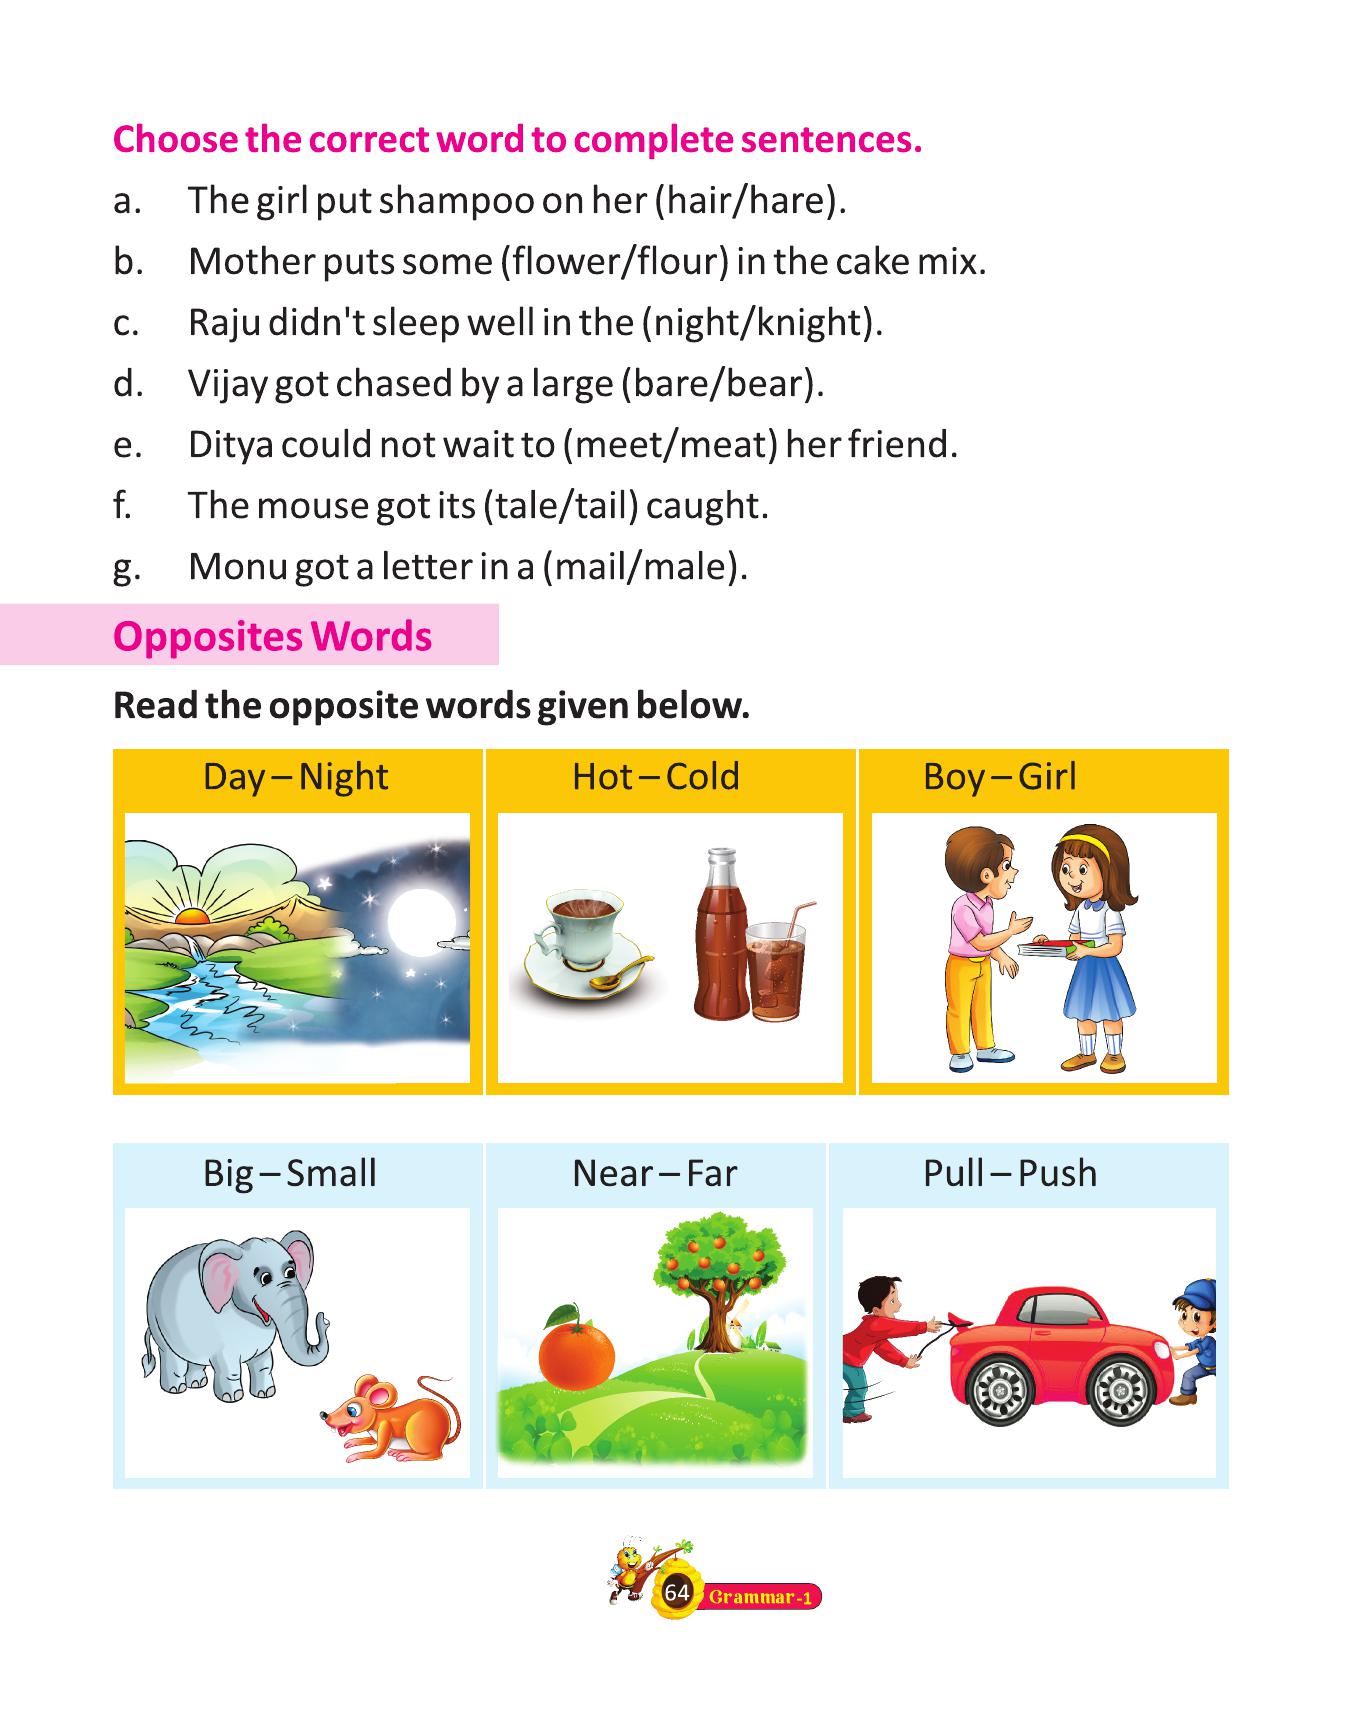 Choose the correct word to complete sentences.
a. The girl put shampoo on her (hair/hare).
b. Mother puts some (flower/flour) in the cake mix.
c. Raju didn't sleep well in the (night/knight).
d. Vijay got chased by a large (bare/bear).
e. Ditya could not wait to (meet/meat) her friend.
f. The mouse got its (tale/tail) caught.
g. Monu got a letter in a (mail/male).
Opposites Words
Read the opposite words given below.
Day – Night
Hot – Cold
Boy – Girl
Big – Small
Near – Far
Pull – Push
64 Grammar-1